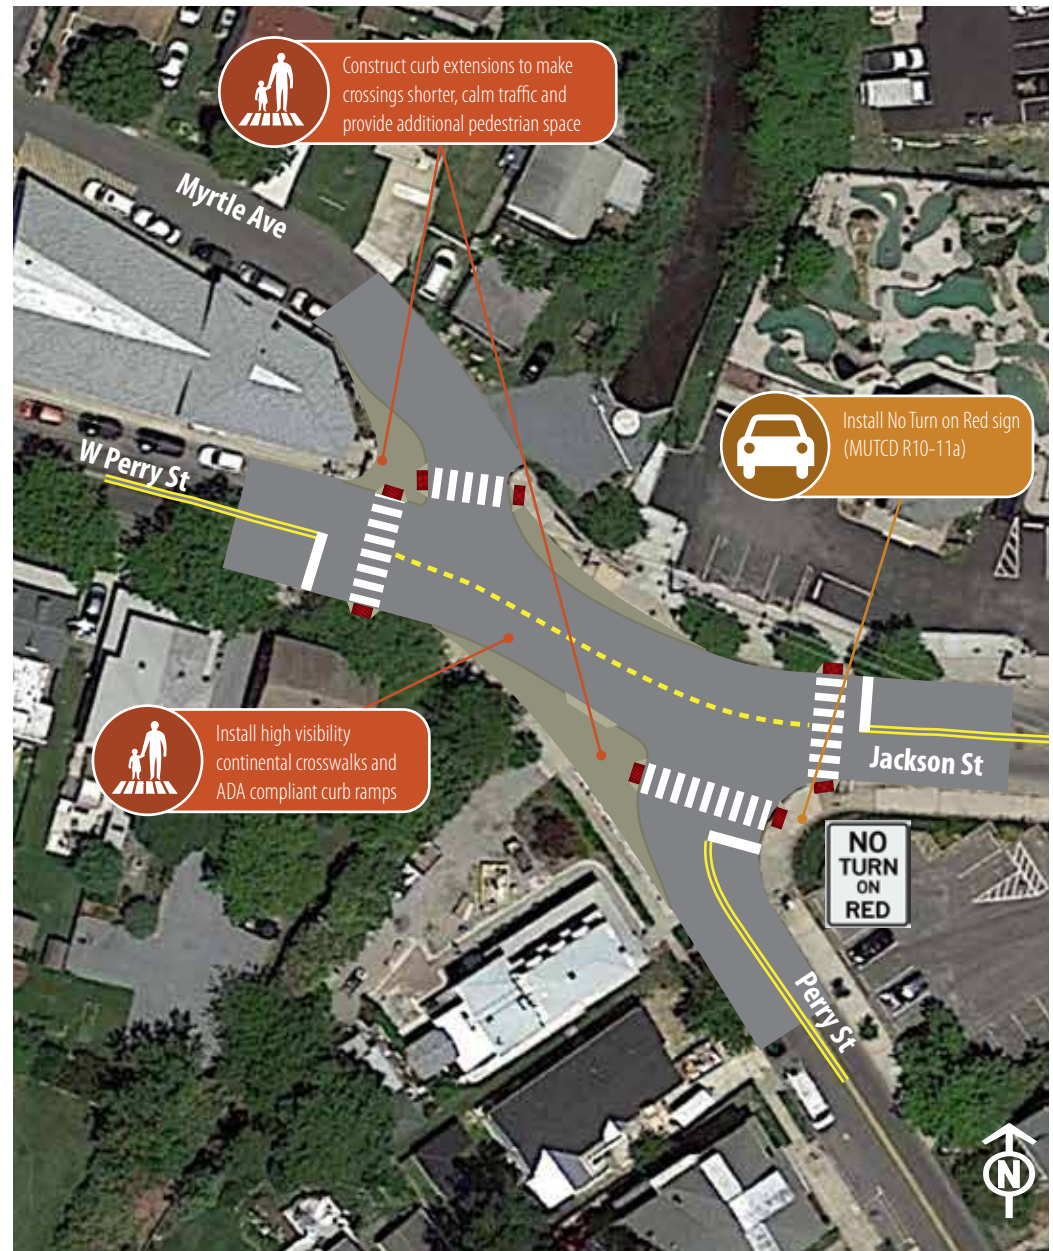 Construct curb extensions to make
crossings shorter, calm traffic and
provide additional pedestrian space
Myrtle Ave
Install No Turn on Red sign
(MUTCD R10-11a)
W Perry St
Install high visibility
continental crosswalks and
ADA compliant curb ramps
Jackson St
NO
TURN
ON
RED
Perry St
N